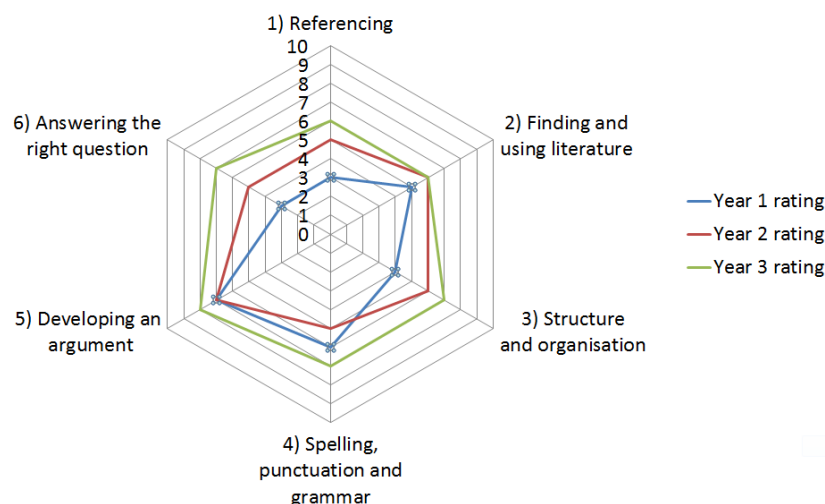 1) Referencing
10
9
8
7
6
5
4
3
2
1
0
2) Finding and
using literature
3) Structure
and organisation
4) Spelling,
punctuation and
grammar
5) Developing an
argument
6) Answering the
right question
Year 1 rating
Year 2 rating
Year 3 rating